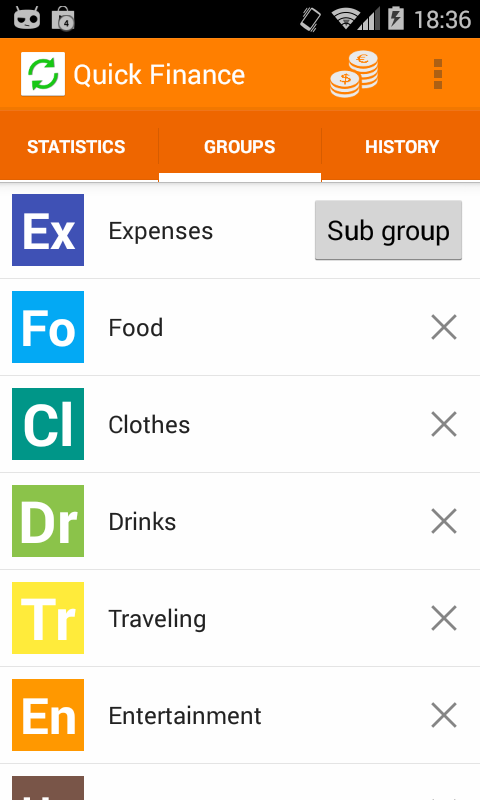 4
18:36
Quick Finance
$ €
STATISTICS
GROUPS
HISTORY
Ex
Expenses
Sub group
Fo
Food
Cl
Clothes
Dr
Drinks
Tr
Traveling
En
Entertainment